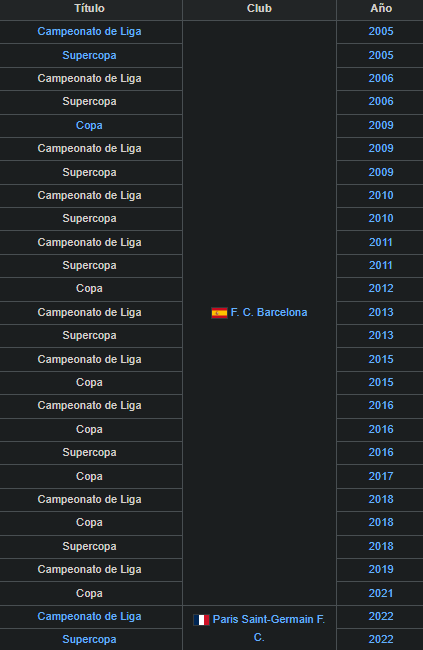 Título Club Año
Campeonato de Liga 2005
Supercopa 2005
Campeonato de Liga 2006
Supercopa 2006
Copa 2009
Campeonato de Liga 2009
Supercopa 2009
Campeonato de Liga 2010
Supercopa 2010
Campeonato de Liga 2011
Supercopa 2011
Copa 2012
Campeonato de Liga F. C. Barcelona 2013
Supercopa 2013
Campeonato de Liga 2015
Copa 2015
Campeonato de Liga 2016
Copa 2016
Supercopa 2016
Copa 2017
Campeonato de Liga 2018
Copa 2018
Supercopa 2018
Campeonato de Liga 2019
Copa 2021
Campeonato de Liga Paris Saint-Germain F. 2022
Supercopa C. 2022